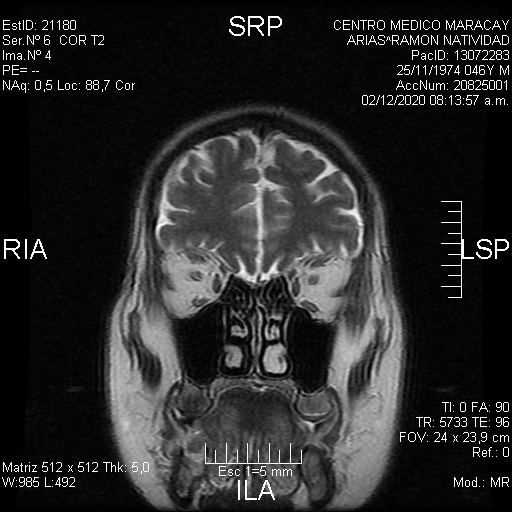 EstID: 21180
Ser.Nº 6 COR T2
Ima.Nº 4
PE= --
NAq: 0,5 Loc: 88,7 Cor
SRP
CENTRO MEDICO MARACAY
ARIAS^RAMON NATIVIDAD
PacID: 13072283
25/11/1974 046Y M
AccNum: 20825001
02/12/2020 08:13:57 a.m.
RIA
LSP
TI: 0 FA: 90
TR: 5733 TE: 96
FOV: 24 x 23,9 cm
Ref.: 0
Matriz 512 x 512 Thk: 5,0
W:985 L:492
Esc 1=5 mm
ILA
Mod.: MR